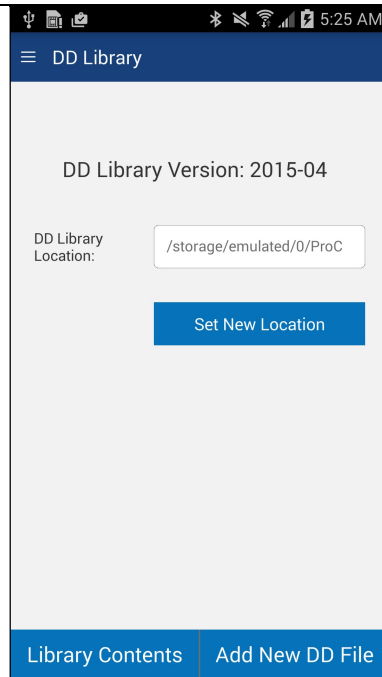 5:25 AM
DD Library
DD Library Version: 2015-04
DD Library
Location:
/storage/emulated/0/ProC
Set New Location
Library Contents
Add New DD File